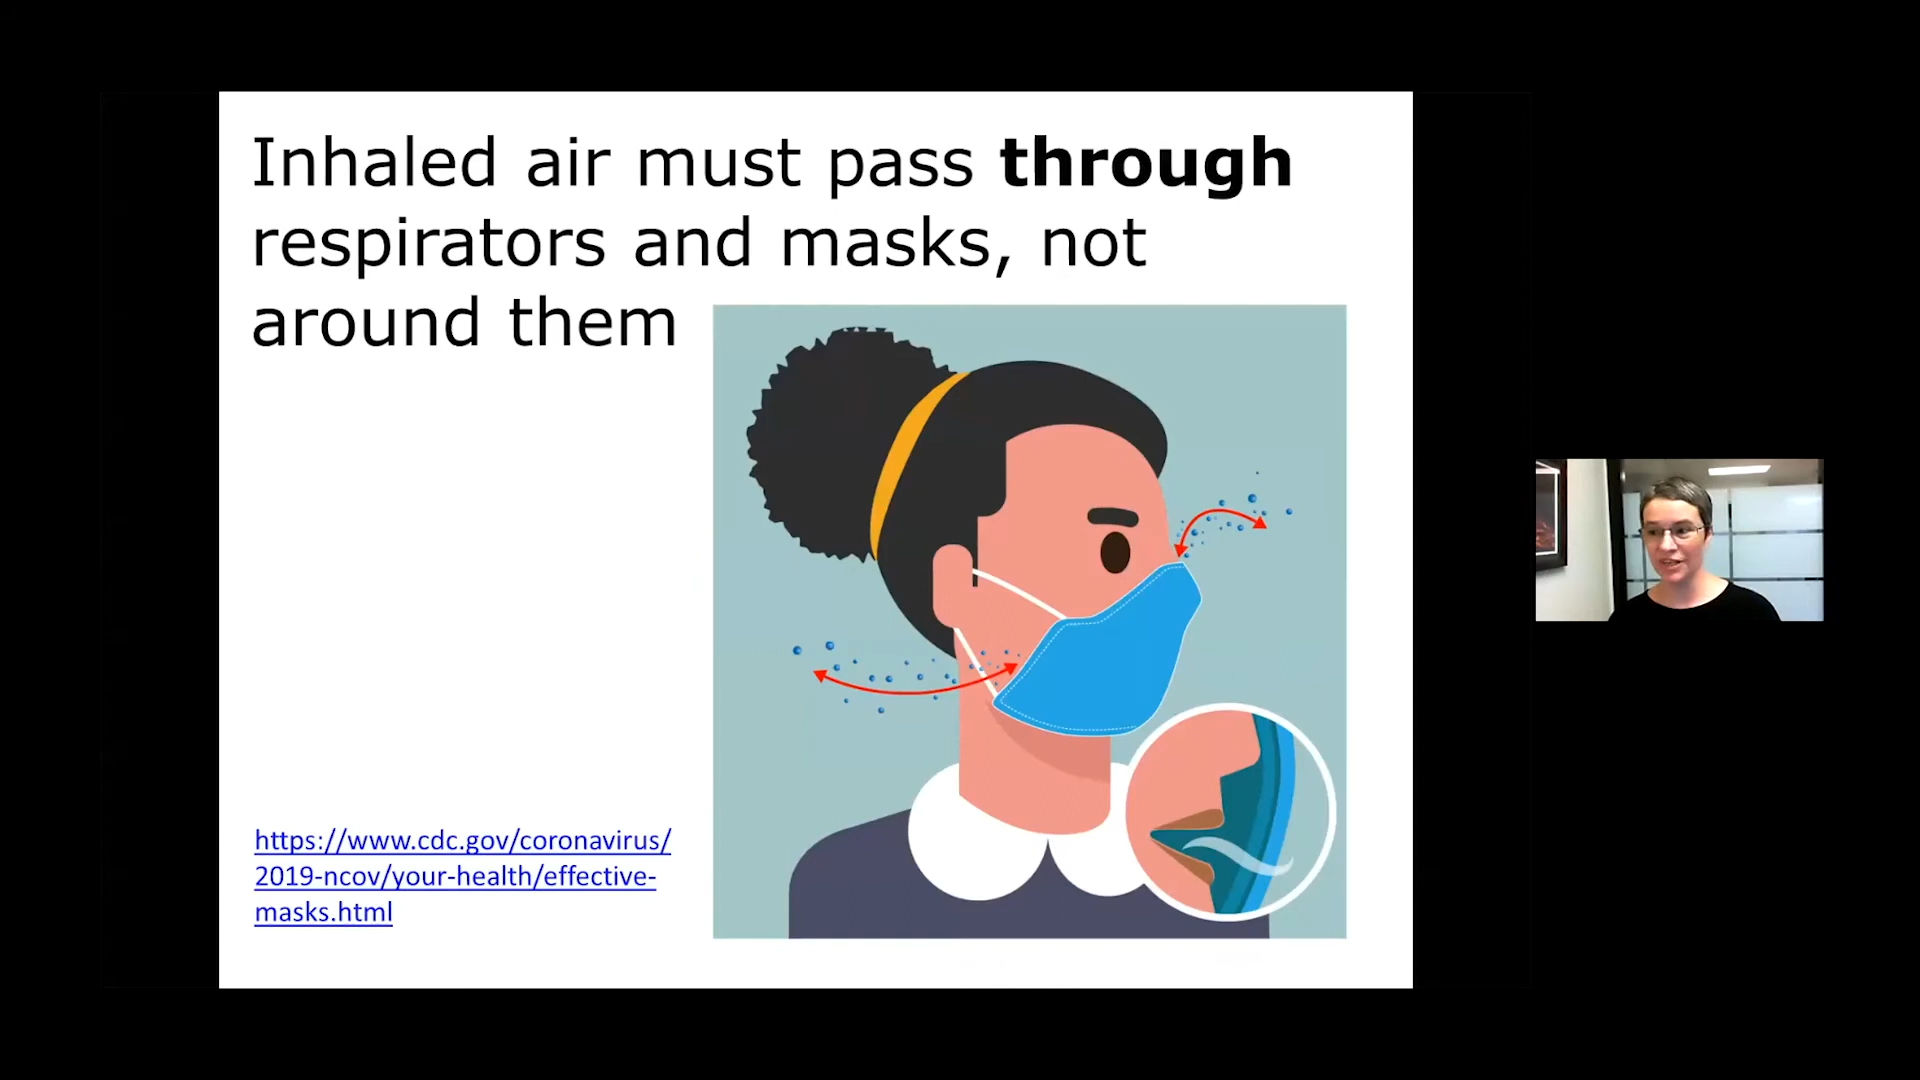 Inhaled air must pass through
respirators and masks, not
around them
https://www.cdc.gov/coronavirus/
2019-ncov/your-health/effective-
masks.html